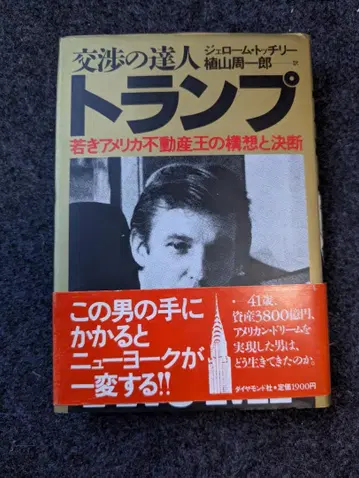 交渉の達人
ジェローム・トッチリー
植山周一郎──訳
トランプ
若きアメリカ不動産王の構想と決断
この男の手に
かかると
ニューヨークが
一変する!!
41歳、
資産3800億円、
アメリカン・ドリームを
実現した男は、
どう生きてきたのか。
ダイヤモンド社●定価1900円